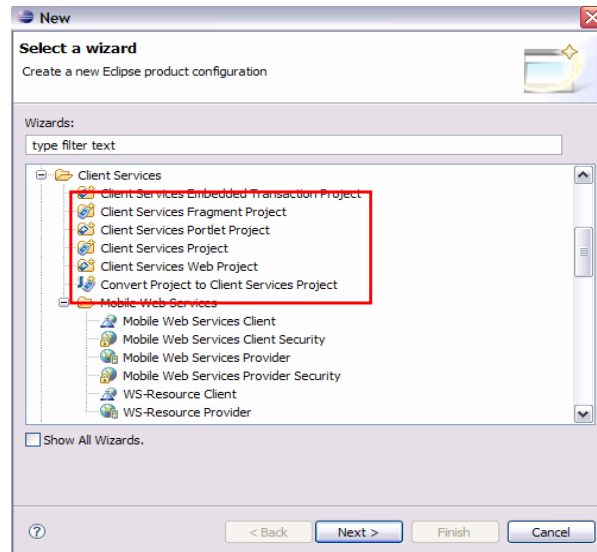 New
Select a wizard
Create a new Eclipse product configuration
Wizards:
type filter text
Client Services
Client Services Embedded Transaction Project
Client Services Fragment Project
Client Services Portlet Project
Client Services Project
Client Services Web Project
Convert Project to Client Services Project
Mobile Web Services
Mobile Web Services Client
Mobile Web Services Client Security
Mobile Web Services Provider
Mobile Web Services Provider Security
WS-Resource Client
WS-Resource Provider
Show All Wizards.
? < Back Next > Finish Cancel